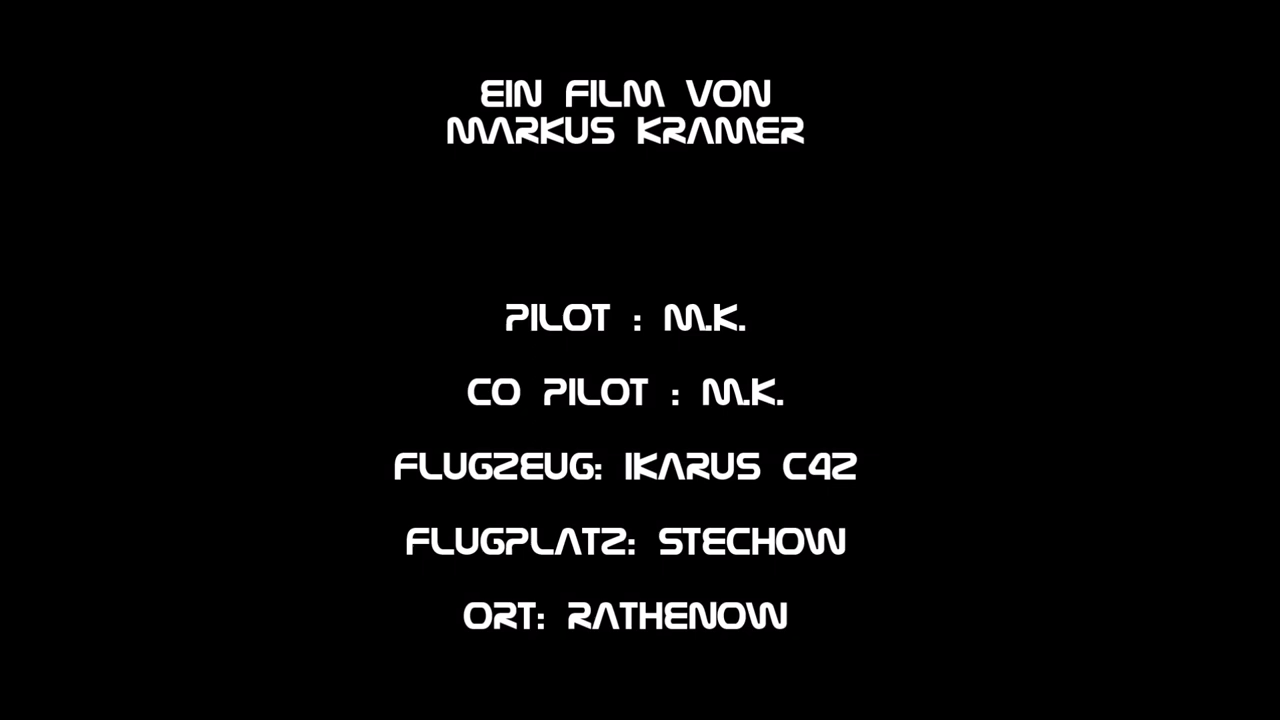 EIN FILM VON
MARKUS KRAMER
PILOT : M.K.
CO PILOT : M.K.
FLUGZEUG: IKARUS C42
FLUGPLATZ: STECHOW
ORT: RATHENOW